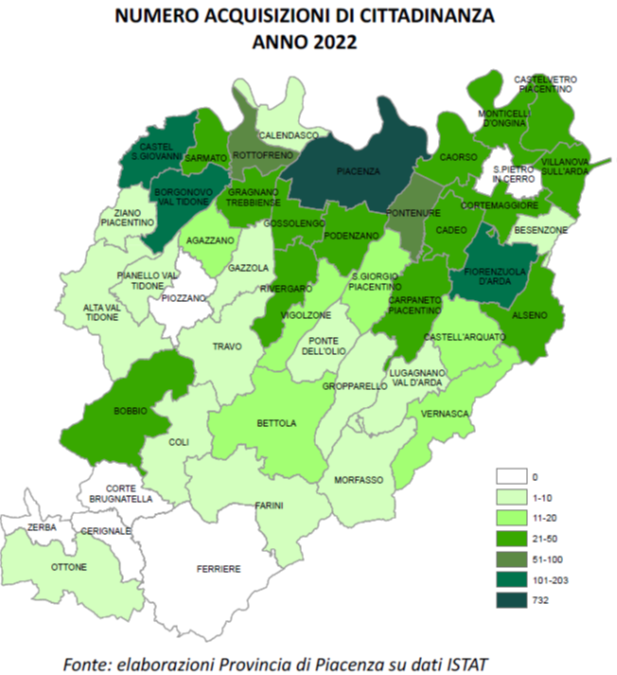 NUMERO ACQUISIZIONI DI CITTADINANZA
ANNO 2022
CASTELVETRO
PIACENTINO
MONTICELLI
D'ONGINA
CALENDASCO
CASTEL
S.GIOVANNI
SARMATO
ROTTOFRENO
CAORSO
VILLANOVA
SULL'ARDA
S.PIETRO
IN CERRO
PIACENZA
BORGONOVO
VAL TIDONE
GRAGNANO
TREBBIENSE
CORTEMAGGIORE
ZIANO
PIACENTINO
PONTENURE
GOSSOLENGO
PODENZANO
CADEO
BESENZONE
AGAZZANO
GAZZOLA
PIANELLO VAL
TIDONE
S.GIORGIO
PIACENTINO
FIORENZUOLA
D'ARDA
RIVERGARO
PIOZZANO
CARPANETO
PIACENTINO
ALTA VAL
TIDONE
VIGOLZONE
ALSENO
TRAVO
PONTE
DELL'OLIO
CASTELL'ARQUATO
LUGAGNANO
VAL D'ARDA
GROPPARELLO
BOBBIO
BETTOLA
VERNASCA
COLI
MORFASSO
CORTE
BRUGNATELLA
FARINI
ZERBA
CERIGNALE
OTTONE
FERRIERE
0
1-10
11-20
21-50
51-100
101-203
732
Fonte: elaborazioni Provincia di Piacenza su dati ISTAT